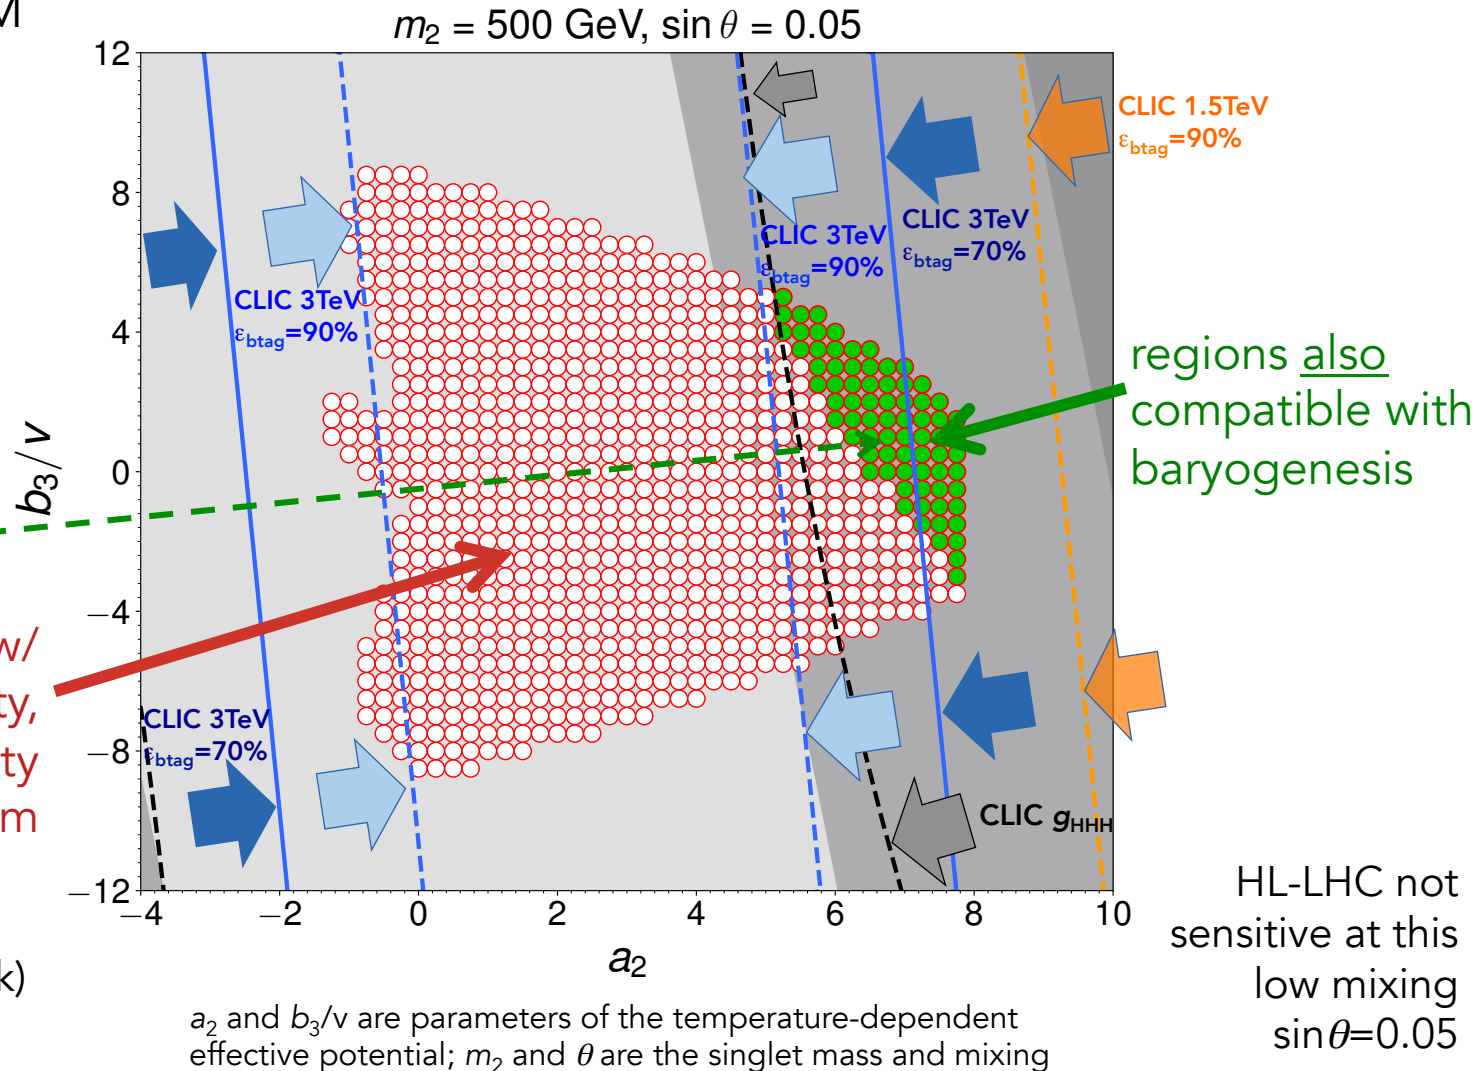 M
m₂ = 500 GeV, sin θ = 0.05
12
8
4
0
−4
−8
−12
−4
−2
0
2
4
6
8
10
b₃/v
a₂
CLIC 1.5TeV
εbtag=90%
CLIC 3TeV
εbtag=90%
CLIC 3TeV
εbtag=70%
CLIC 3TeV
εbtag=90%
regions also
compatible with
baryogenesis
w/
ty,
ty
m
CLIC 3TeV
εbtag=70%
CLIC gHHH
HL-LHC not
sensitive at this
low mixing
sinθ=0.05
k)
a₂ and b₃/v are parameters of the temperature-dependent
effective potential; m₂ and θ are the singlet mass and mixing